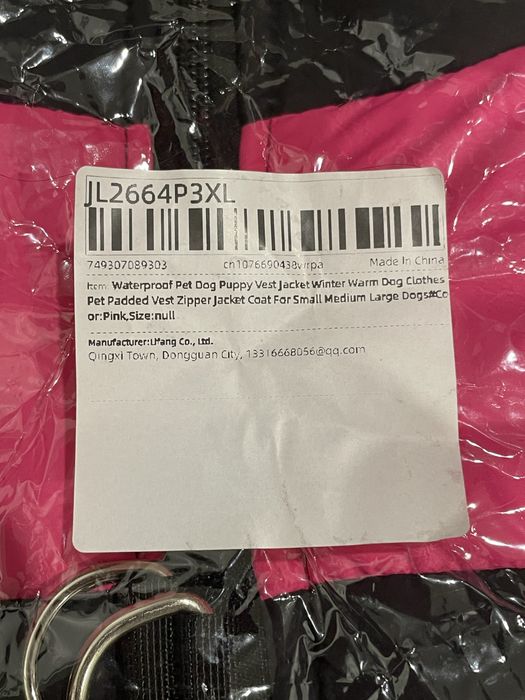 JL2664P3XL
749307089303 cn1076690438vrpa Made In China
Item: Waterproof Pet Dog Puppy Vest Jacket Winter Warm Dog Clothes
Pet Padded Vest Zipper Jacket Coat For Small Medium Large Dogs#Co
or:Pink,Size:null
Manufacturer: Co., Ltd.
Qingxi Town, Dongguan City, 13316668056@qq.com